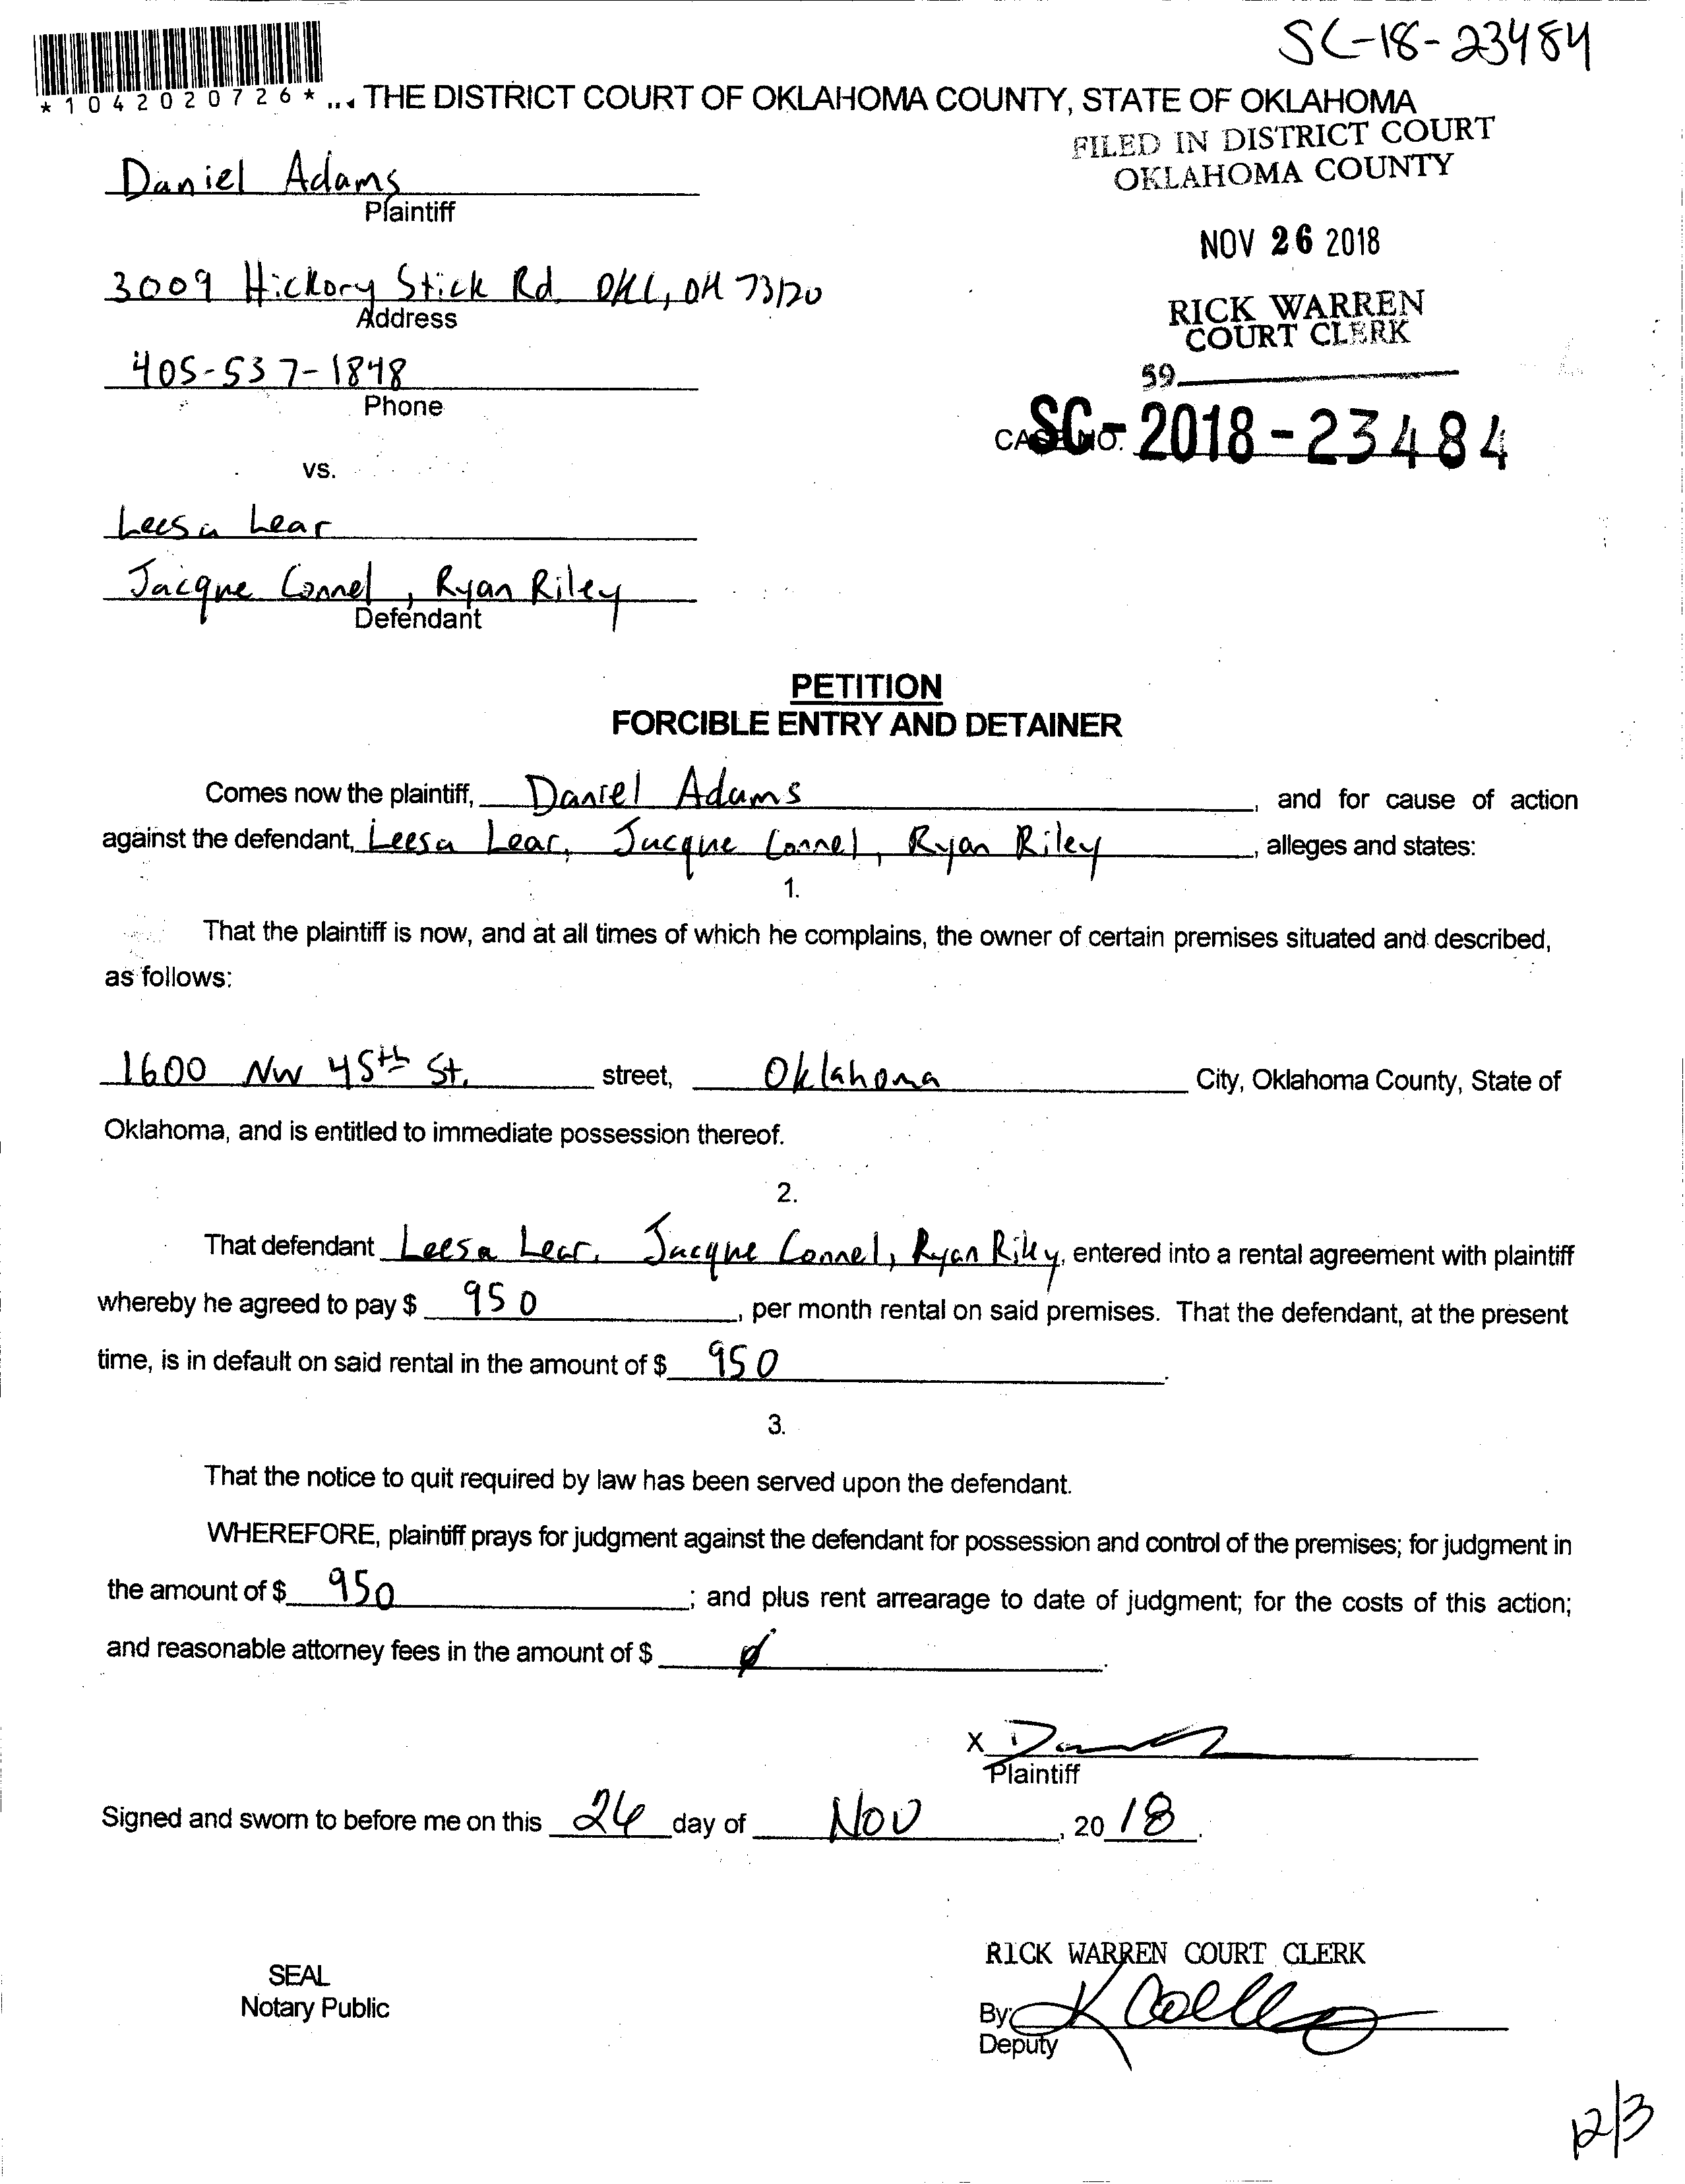 SC-18-23484
*1042020726*
THE DISTRICT COURT OF OKLAHOMA COUNTY, STATE OF OKLAHOMA
FILED IN DISTRICT COURT
OKLAHOMA COUNTY
Daniel Adams
Plaintiff
NOV 26 2018
3009 Hickory Stick Rd OKC, OK 73120
Address
RICK WARREN
COURT CLERK
405-537-1848
Phone
59
CASE NO. SC-2018-23484
vs.
Leesa Lear
Jacque Connel, Ryan Riley
Defendant
PETITION
FORCIBLE ENTRY AND DETAINER
Comes now the plaintiff, Daniel Adams, and for cause of action
against the defendant, Leesa Lear, Jacque Connel, Ryan Riley, alleges and states:
1.
That the plaintiff is now, and at all times of which he complains, the owner of certain premises situated and described,
as follows:
1600 NW 45th St. street, Oklahoma City, Oklahoma County, State of
Oklahoma, and is entitled to immediate possession thereof.
2.
That defendant Leesa Lear, Jacque Connel, Ryan Riley, entered into a rental agreement with plaintiff
whereby he agreed to pay $ 950, per month rental on said premises. That the defendant, at the present
time, is in default on said rental in the amount of $ 950.
3.
That the notice to quit required by law has been served upon the defendant.
WHEREFORE, plaintiff prays for judgment against the defendant for possession and control of the premises; for judgment in
the amount of $ 950; and plus rent arrearage to date of judgment; for the costs of this action;
and reasonable attorney fees in the amount of $ ø.
X
Plaintiff
Signed and sworn to before me on this 26 day of Nov, 2018.
RICK WARREN COURT CLERK
SEAL
Notary Public
By:
Deputy
12/3